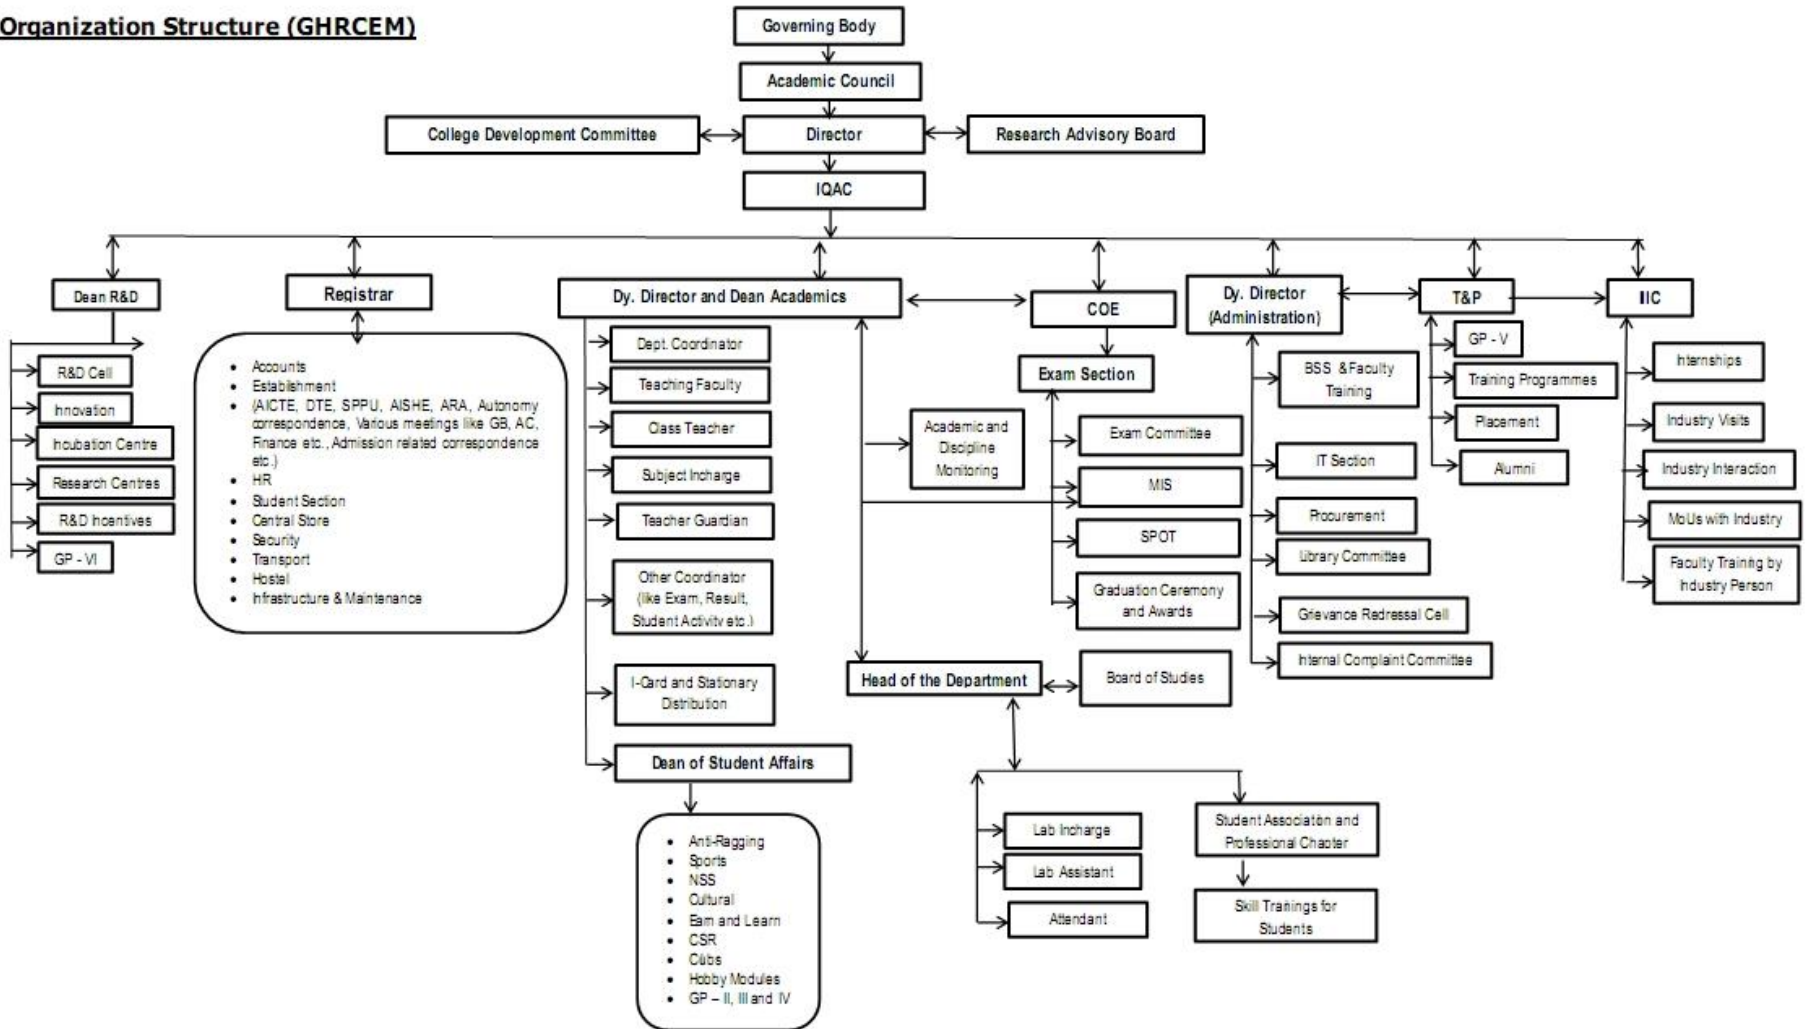 Organization Structure (GHRCEM)
Governing Body
Academic Council
College Development Committee
Director
Research Advisory Board
IQAC
Dean R&D
Registrar
Dy. Director and Dean Academics
COE
Dy. Director
(Administration)
T&P
IIC
R&D Cell
Innovation
Incubation Centre
Research Centres
R&D Incentives
GP - VI
• Accounts
• Establishment
• (AICTE, DTE, SPPU, AISHE, ARA, Autonomy
correspondence, Various meetings like GB, AC,
Finance etc., Admission related correspondence
etc.)
• HR
• Student Section
• Central Store
• Security
• Transport
• Hostel
• Infrastructure & Maintenance
Dept. Coordinator
Teaching Faculty
Class Teacher
Subject Incharge
Teacher Guardian
Other Coordinator
(like Exam, Result,
Student Activity etc.)
I-Card and Stationary
Distribution
Dean of Student Affairs
• Anti-Ragging
• Sports
• NSS
• Cultural
• Earn and Learn
• CSR
• Clubs
• Hobby Modules
• GP – II, III and IV
Academic and
Discipline
Monitoring
Exam Section
Exam Committee
MIS
SPOT
Graduation Ceremony
and Awards
Head of the Department
Board of Studies
Lab Incharge
Lab Assistant
Attendant
Student Association and
Professional Chapter
Skill Trainings for
Students
BSS & Faculty
Training
IT Section
Procurement
Library Committee
Grievance Redressal Cell
Internal Complaint Committee
GP - V
Training Programmes
Placement
Alumni
Internships
Industry Visits
Industry Interaction
MoUs with Industry
Faculty Training by
Industry Person